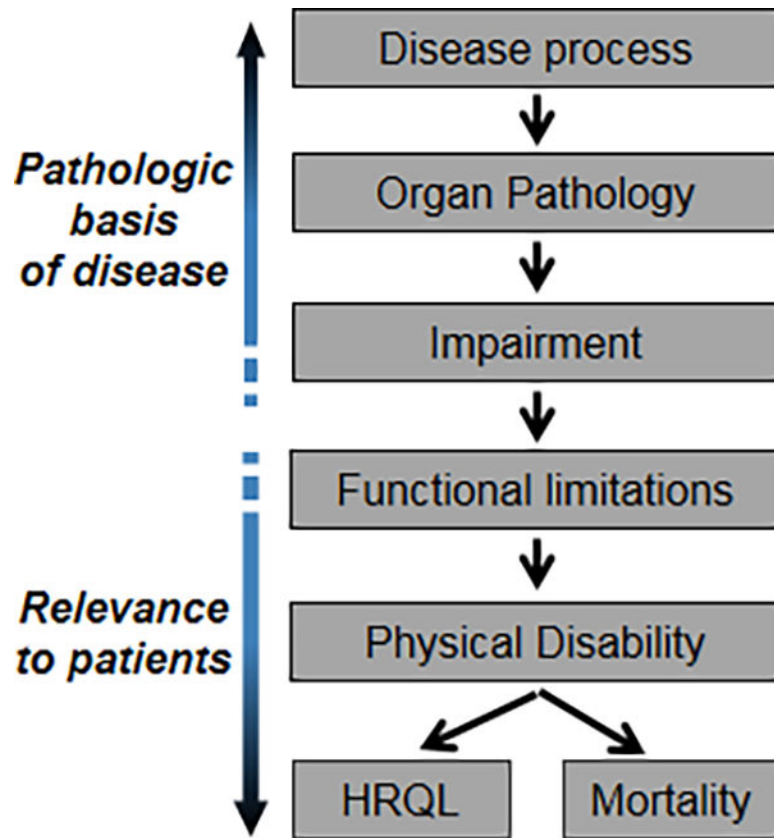 Disease process
Pathologic
basis
of disease
Organ Pathology
Impairment
Functional limitations
Relevance
to patients
Physical Disability
HRQL
Mortality